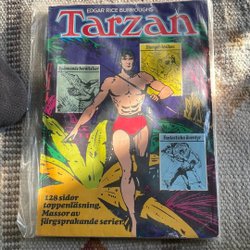 EDGAR RICE BURROUGHS
Tarzan
128 sidor
toppenläsning.
Massor av
färgsprakande serier!